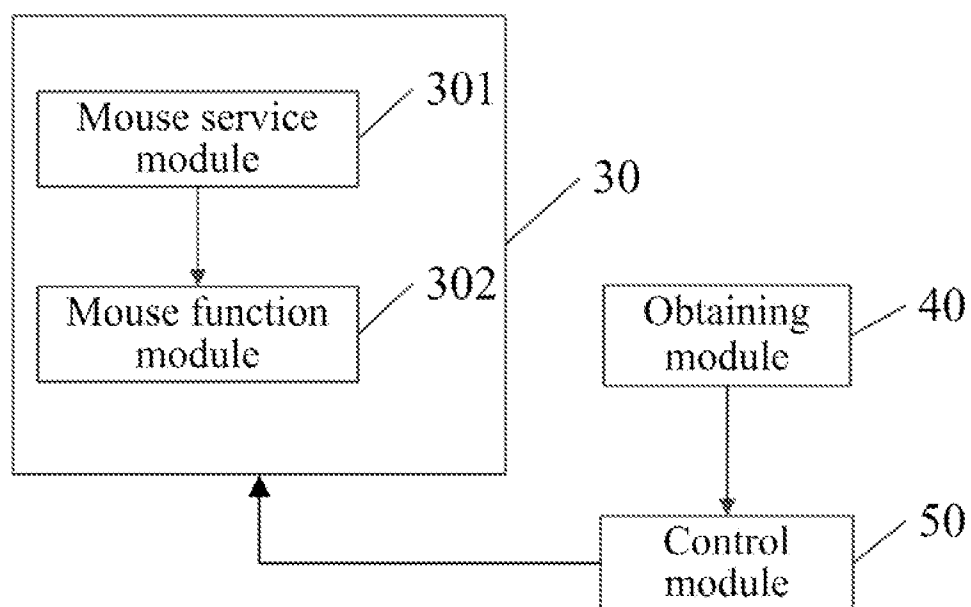 Mouse service
module
301
30
Mouse function
module
302
Obtaining
module
40
Control
module
50